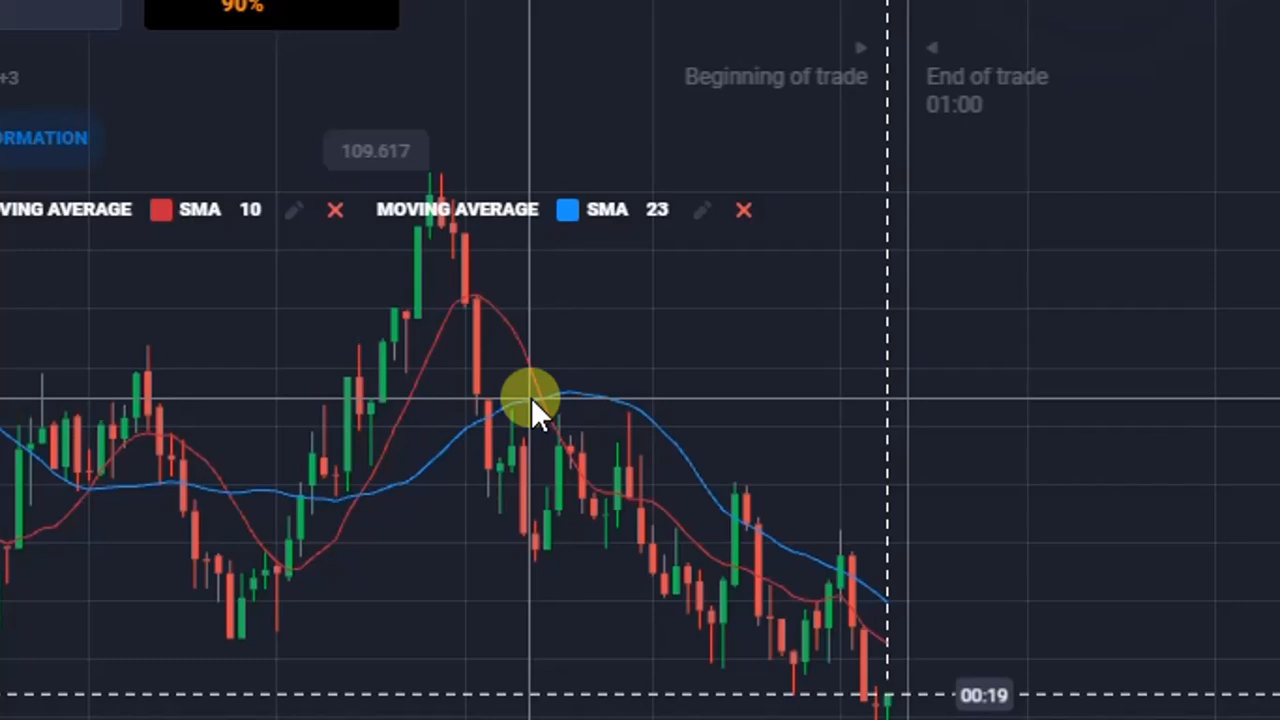 90%
+3
Beginning of trade
End of trade
01:00
ORMATION
109.617
VING AVERAGE SMA 10 MOVING AVERAGE SMA 23
00:19